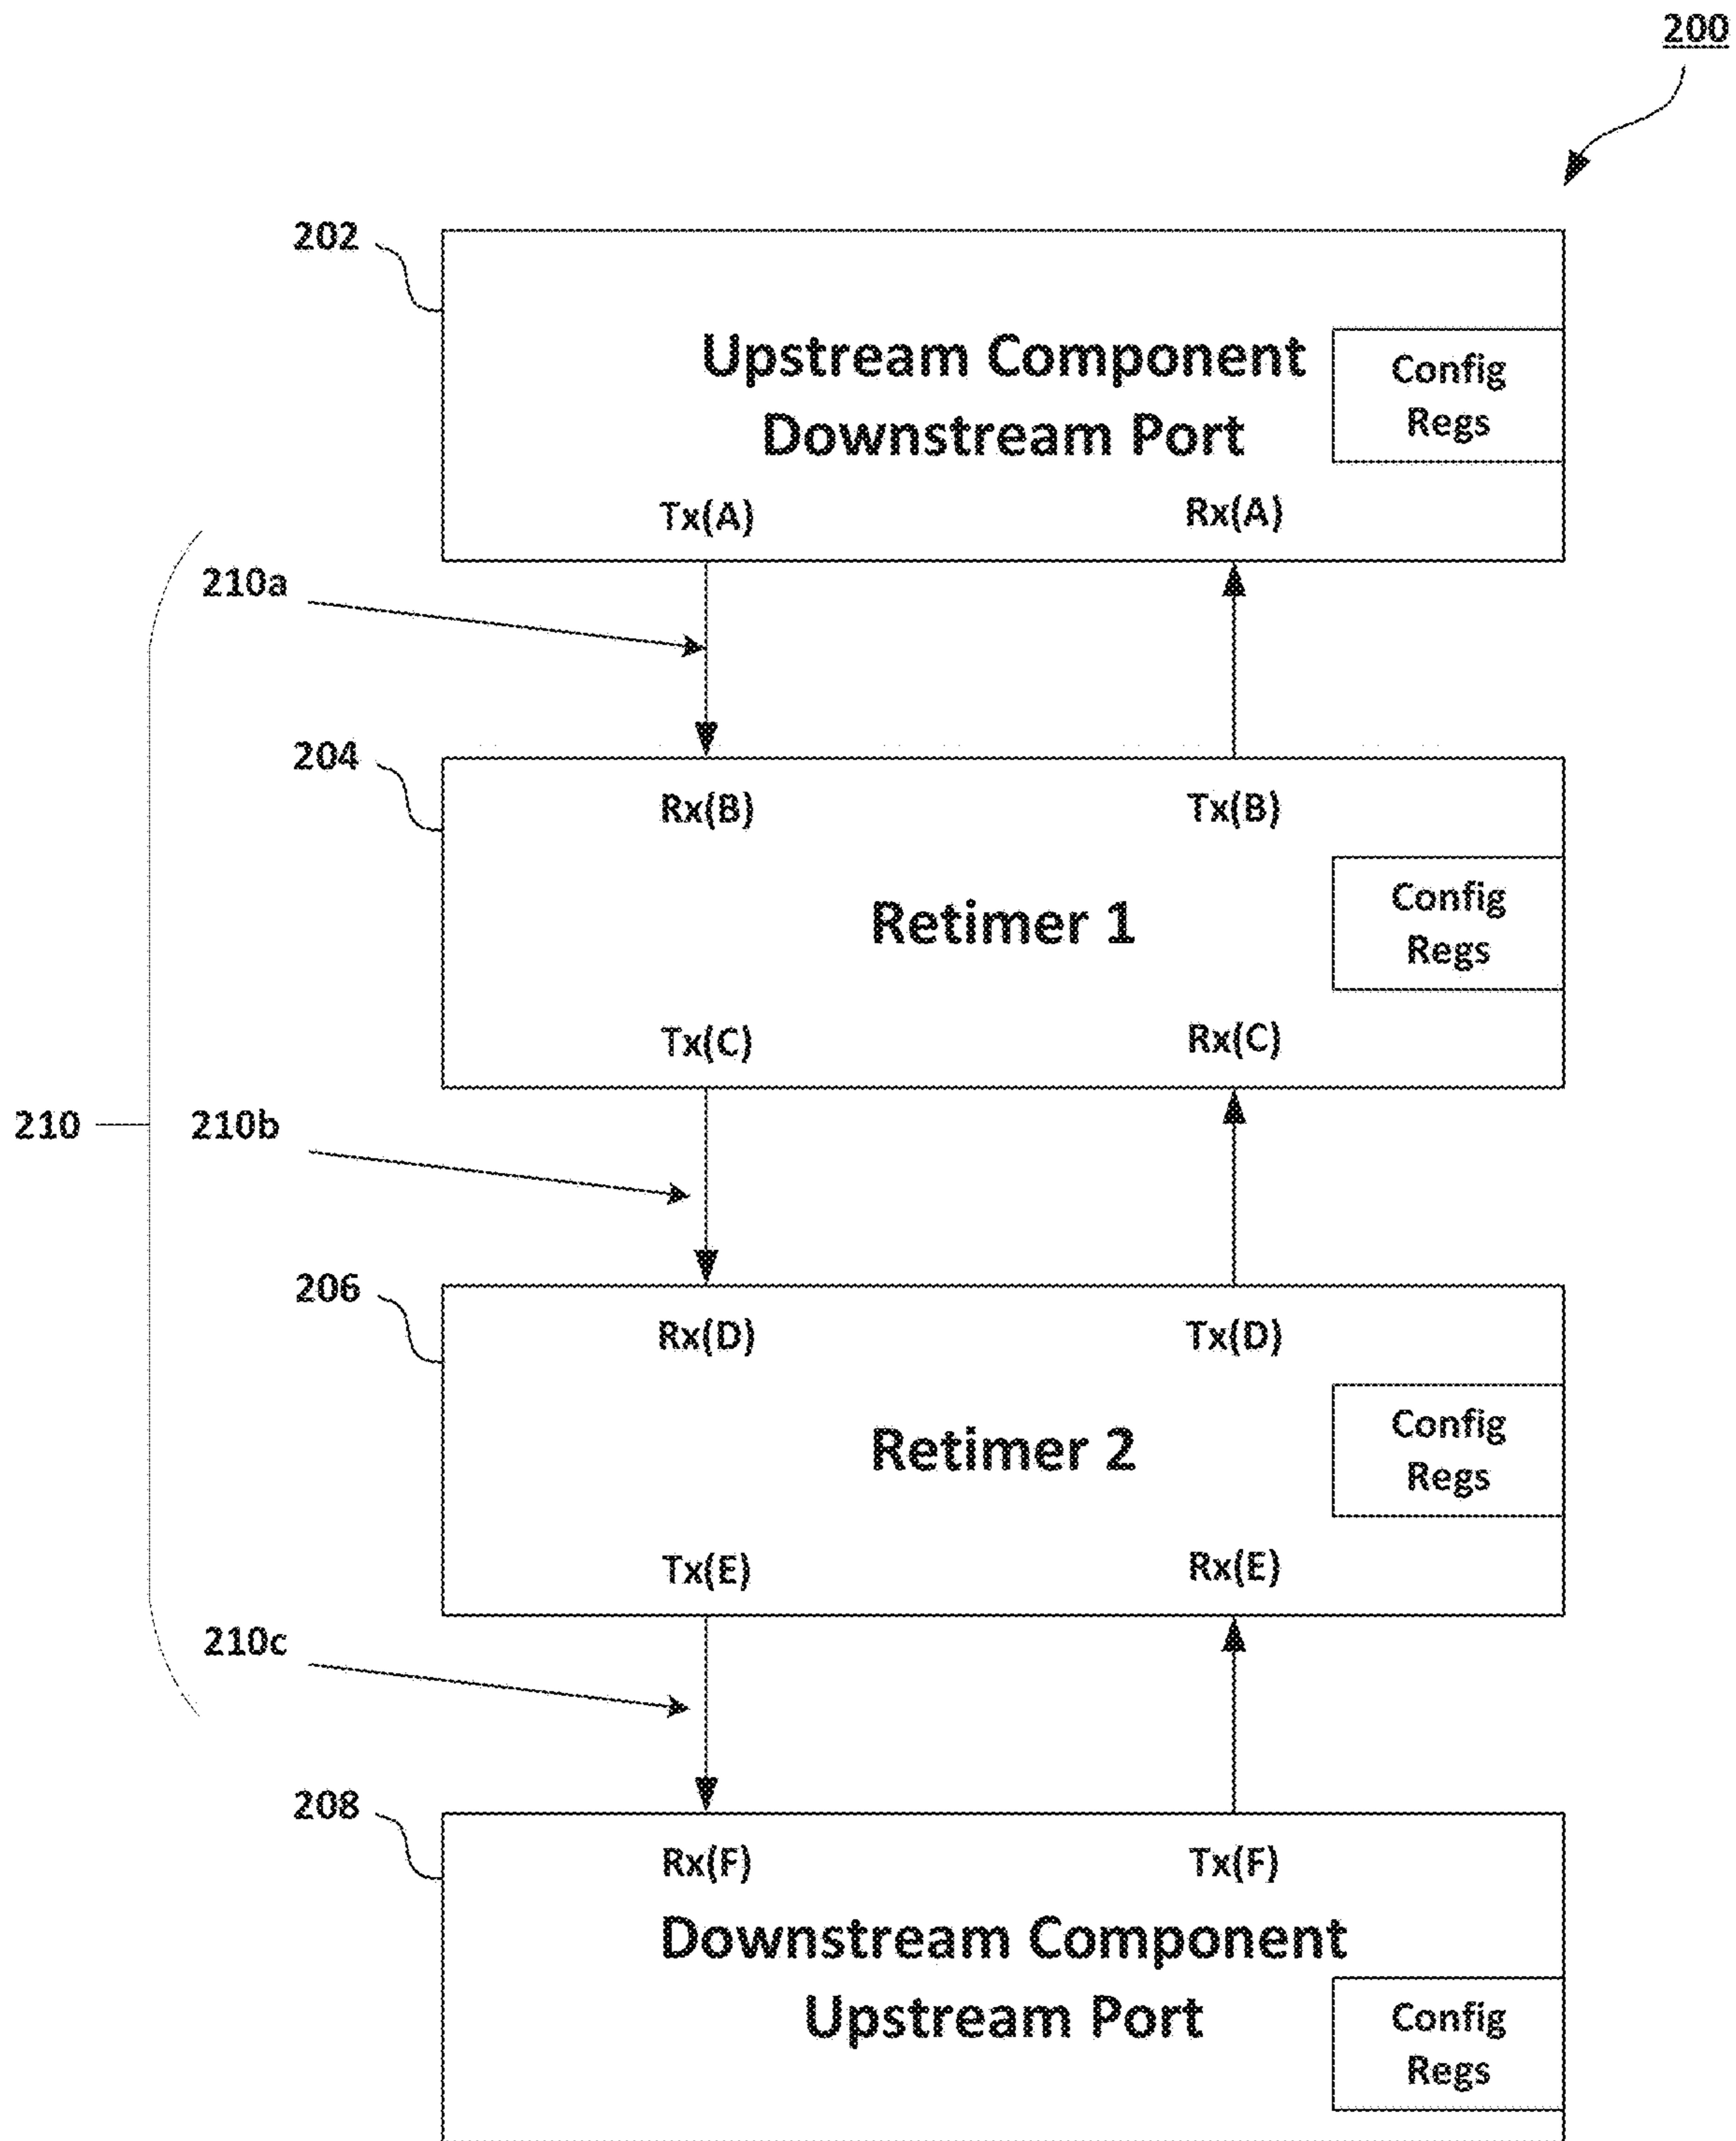 200
202
Upstream Component
Downstream Port
Config
Regs
Tx(A)
Rx(A)
210a
204
Rx(B)
Tx(B)
Retimer 1
Config
Regs
Tx(C)
Rx(C)
210
210b
206
Rx(D)
Tx(D)
Retimer 2
Config
Regs
Tx(E)
Rx(E)
210c
208
Rx(F)
Tx(F)
Downstream Component
Upstream Port
Config
Regs